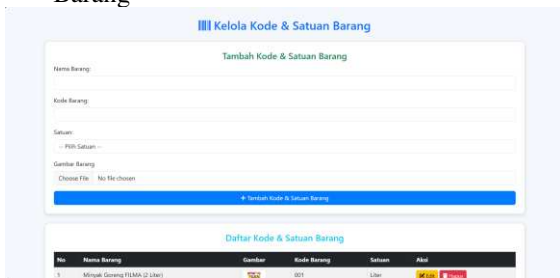 Barang
Kelola Kode & Satuan Barang
Tambah Kode & Satuan Barang
Nama Barang:
Kode Barang:
Satuan:
-- Pilih Satuan --
Gambar Barang:
Choose File No file chosen
+ Tambah Kode & Satuan Barang
Daftar Kode & Satuan Barang
No Nama Barang Gambar Kode Barang Satuan Aksi
1 Minyak Goreng FILMA (2 Liter) 001 Liter Edit Hapus